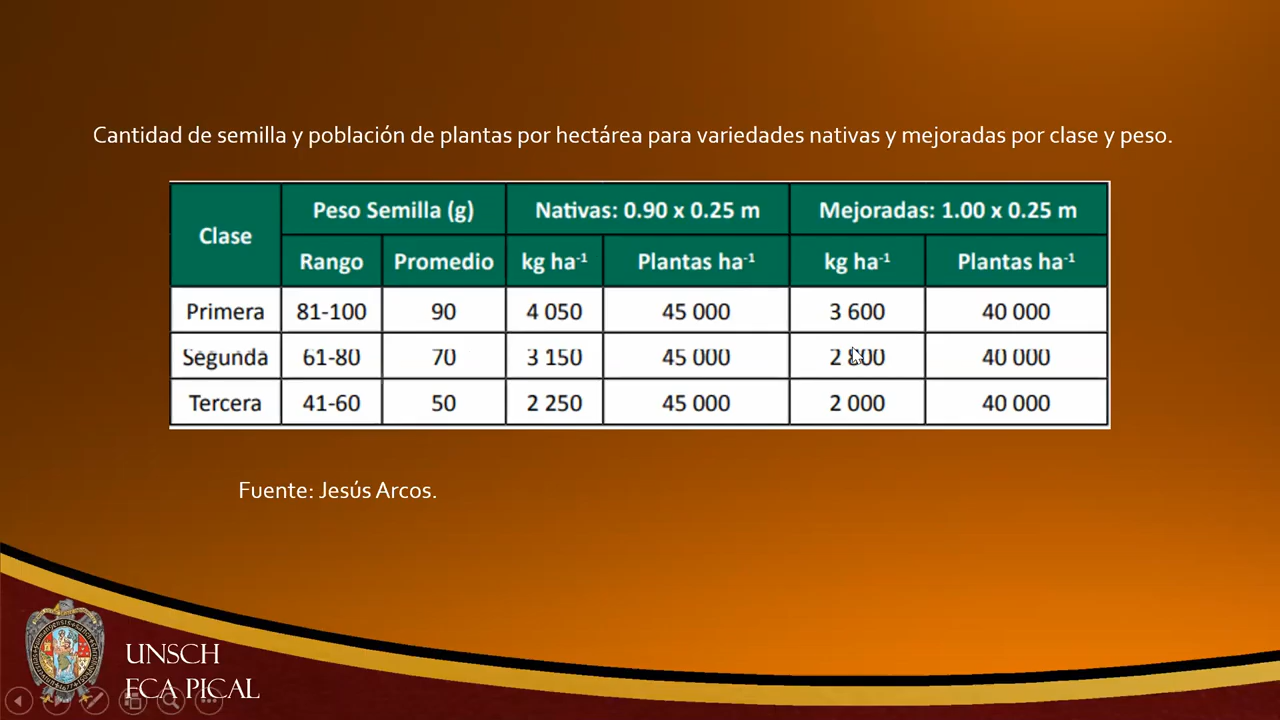 Cantidad de semilla y población de plantas por hectárea para variedades nativas y mejoradas por clase y peso.
Clase Peso Semilla (g) Nativas: 0.90 x 0.25 m Mejoradas: 1.00 x 0.25 m
Rango Promedio kg ha-1 Plantas ha-1 kg ha-1 Plantas ha-1
Primera 81-100 90 4 050 45 000 3 600 40 000
Segunda 61-80 70 3 150 45 000 2 800 40 000
Tercera 41-60 50 2 250 45 000 2 000 40 000
Fuente: Jesús Arcos.
UNSCH
FCA PICAL